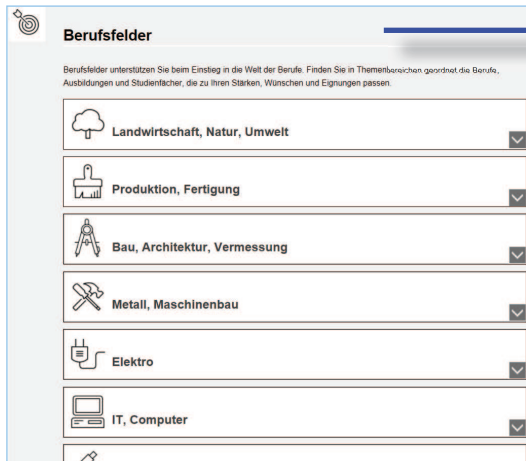 Berufsfelder
Berufsfelder unterstützen Sie beim Einstieg in die Welt der Berufe. Finden Sie in Themenbereichen geordnet die Berufe,
Ausbildungen und Studienfächer, die zu Ihren Stärken, Wünschen und Eignungen passen.
Landwirtschaft, Natur, Umwelt
Produktion, Fertigung
Bau, Architektur, Vermessung
Metall, Maschinenbau
Elektro
IT, Computer